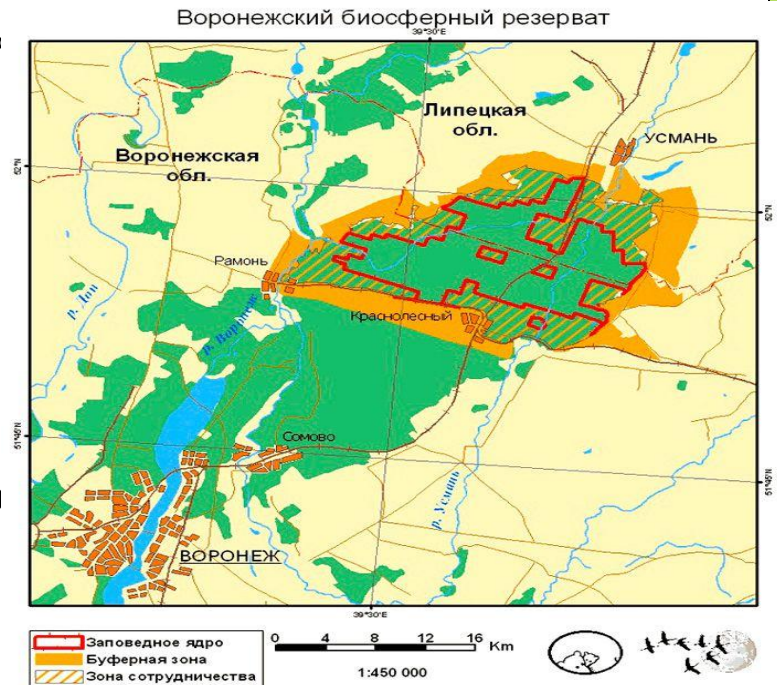 Воронежский биосферный резерват
39°30'E
Липецкая
обл.
УСМАНЬ
Воронежская
обл.
52°N
52°N
Рамонь
р. Дон
р. Воронеж
Краснолесный
51°45'N
Сомово
51°45'N
р. Усмань
ВОРОНЕЖ
39°30'E
Заповедное ядро
Буферная зона
Зона сотрудничества
0 4 8 12 16 Km
1:450 000